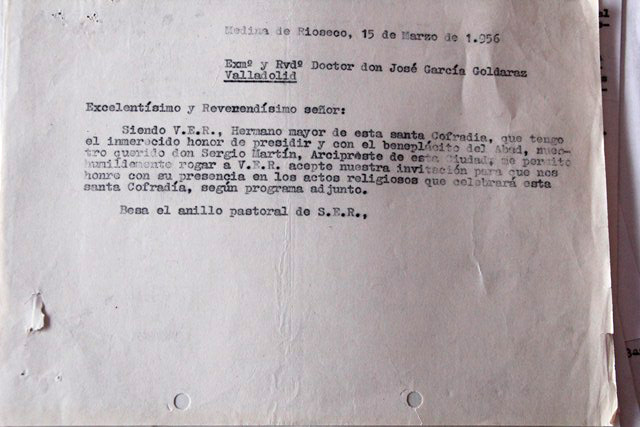 Medina de Rioseco, 15 de Marzo de 1.956
Exmº y Rvdº Doctor don José García Goldaraz
Valladolid
Excelentísimo y Reverendísimo señor:
Siendo V.E.R., Hermano mayor de esta santa Cofradia, que tengo
el inmerecido honor de presidir y con el beneplácito del Abad, nues-
tro querido don Sergio Martín, Arcipreste de esta Ciudad, me permito
humildemente rogar a V.E.R. acepte nuestra invitación para que nos
honre con su presencia en los actos religiosos que celebrará esta
santa Cofradía, según programa adjunto.
Besa el anillo pastoral de S.E.R.,